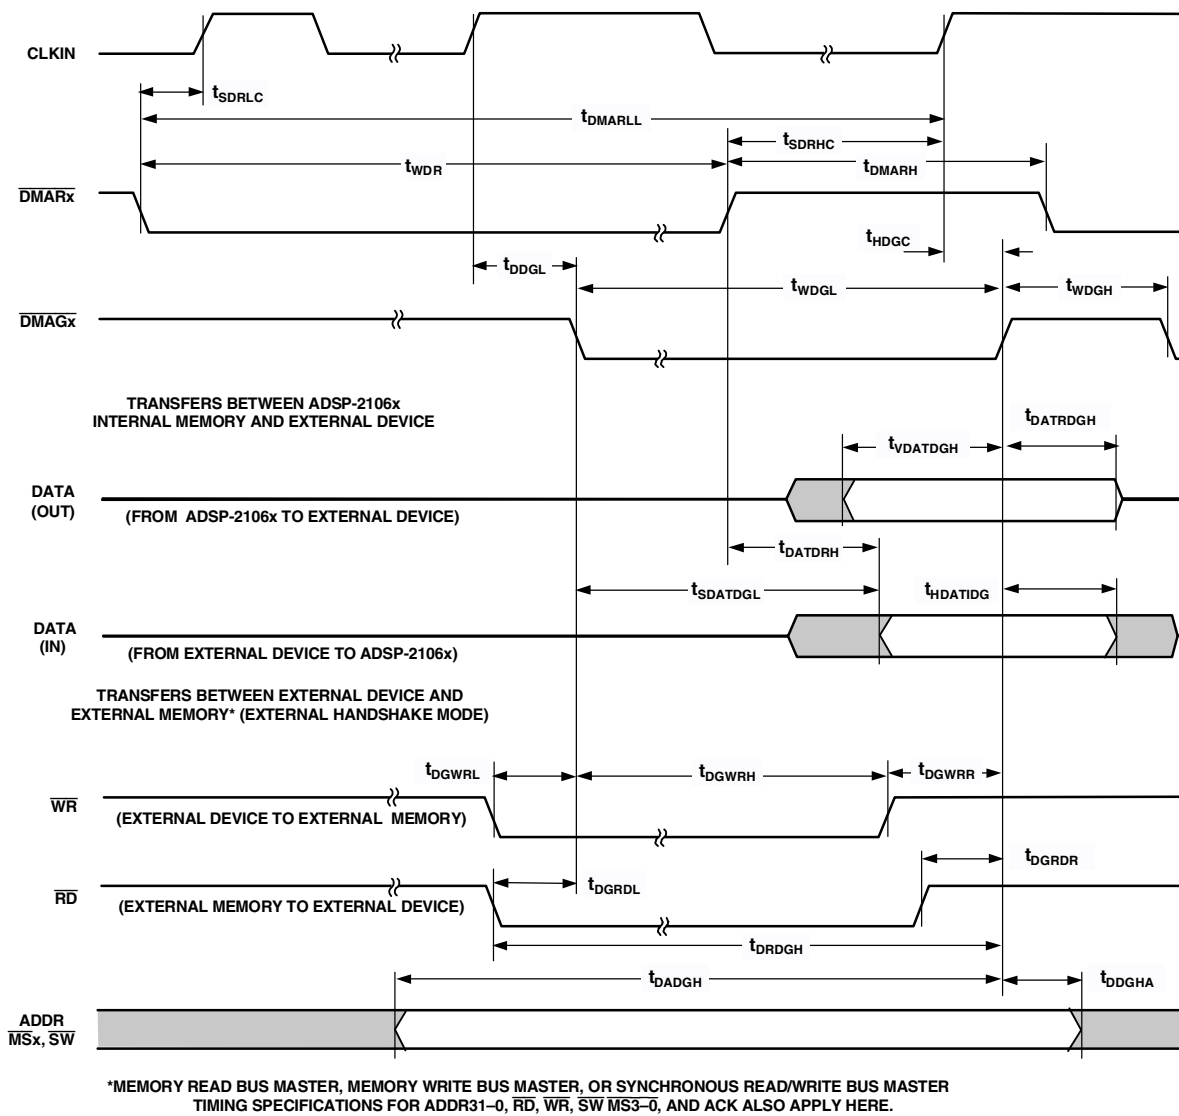 CLKIN
tSDRLC
tDMARLL
tSDRHC
tWDR
tDMARH
DMARx
tHDGC
tDDGL
tWDGL
tWDGH
DMAGx
TRANSFERS BETWEEN ADSP-2106x
INTERNAL MEMORY AND EXTERNAL DEVICE
tDATRDGH
tVDATDGH
DATA
(OUT)
(FROM ADSP-2106x TO EXTERNAL DEVICE)
tDATDRH
tSDATDGL
tHDATIDG
DATA
(IN)
(FROM EXTERNAL DEVICE TO ADSP-2106x)
TRANSFERS BETWEEN EXTERNAL DEVICE AND
EXTERNAL MEMORY* (EXTERNAL HANDSHAKE MODE)
tDGWRL
tDGWRH
tDGWRR
WR
(EXTERNAL DEVICE TO EXTERNAL MEMORY)
tDGRDR
tDGRDL
RD
(EXTERNAL MEMORY TO EXTERNAL DEVICE)
tDRDGH
tDADGH
tDDGHA
ADDR
MSx, SW
*MEMORY READ BUS MASTER, MEMORY WRITE BUS MASTER, OR SYNCHRONOUS READ/WRITE BUS MASTER
TIMING SPECIFICATIONS FOR ADDR31–0, RD, WR, SW MS3–0, AND ACK ALSO APPLY HERE.